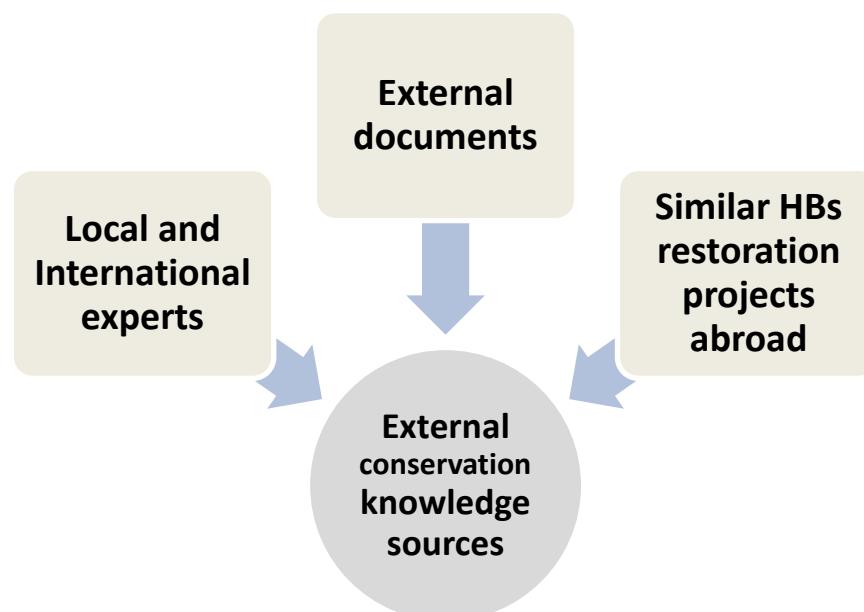 External
documents
Local and
International
experts
Similar HBs
restoration
projects
abroad
External
conservation
knowledge
sources